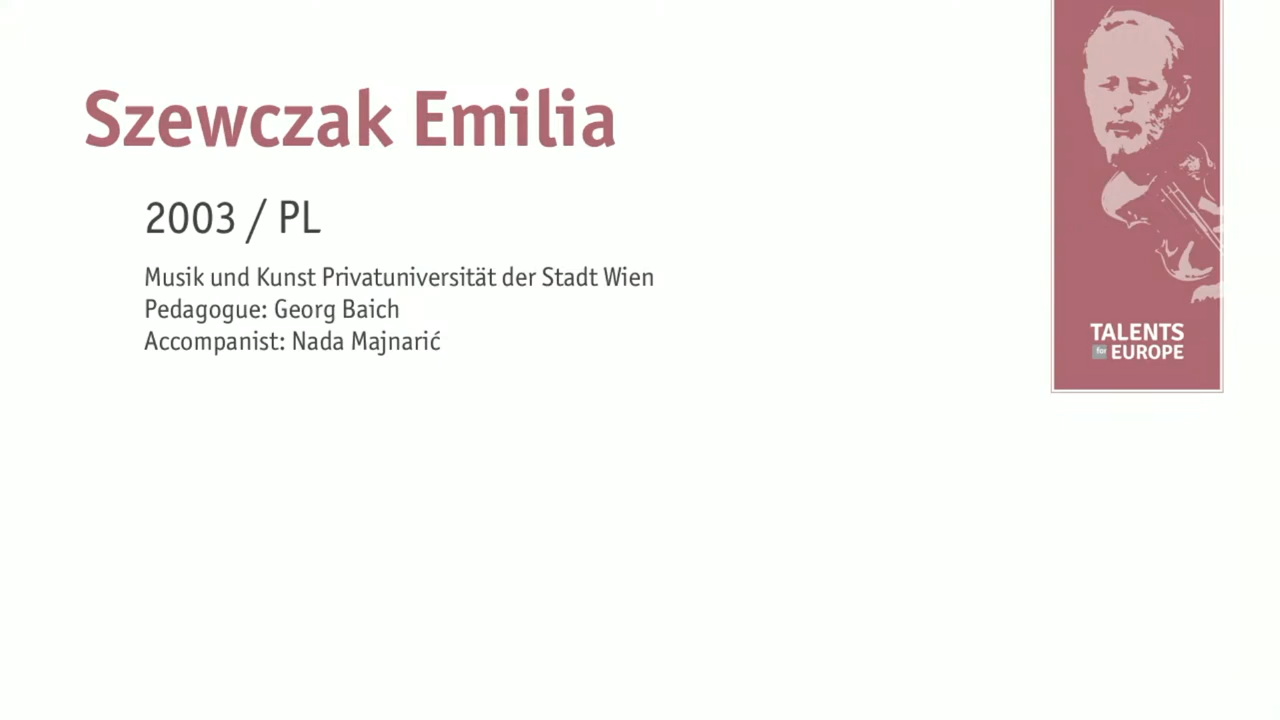 Szewczak Emilia
2003 / PL
Musik und Kunst Privatuniversität der Stadt Wien
Pedagogue: Georg Baich
Accompanist: Nada Majnarić
TALENTS
for EUROPE